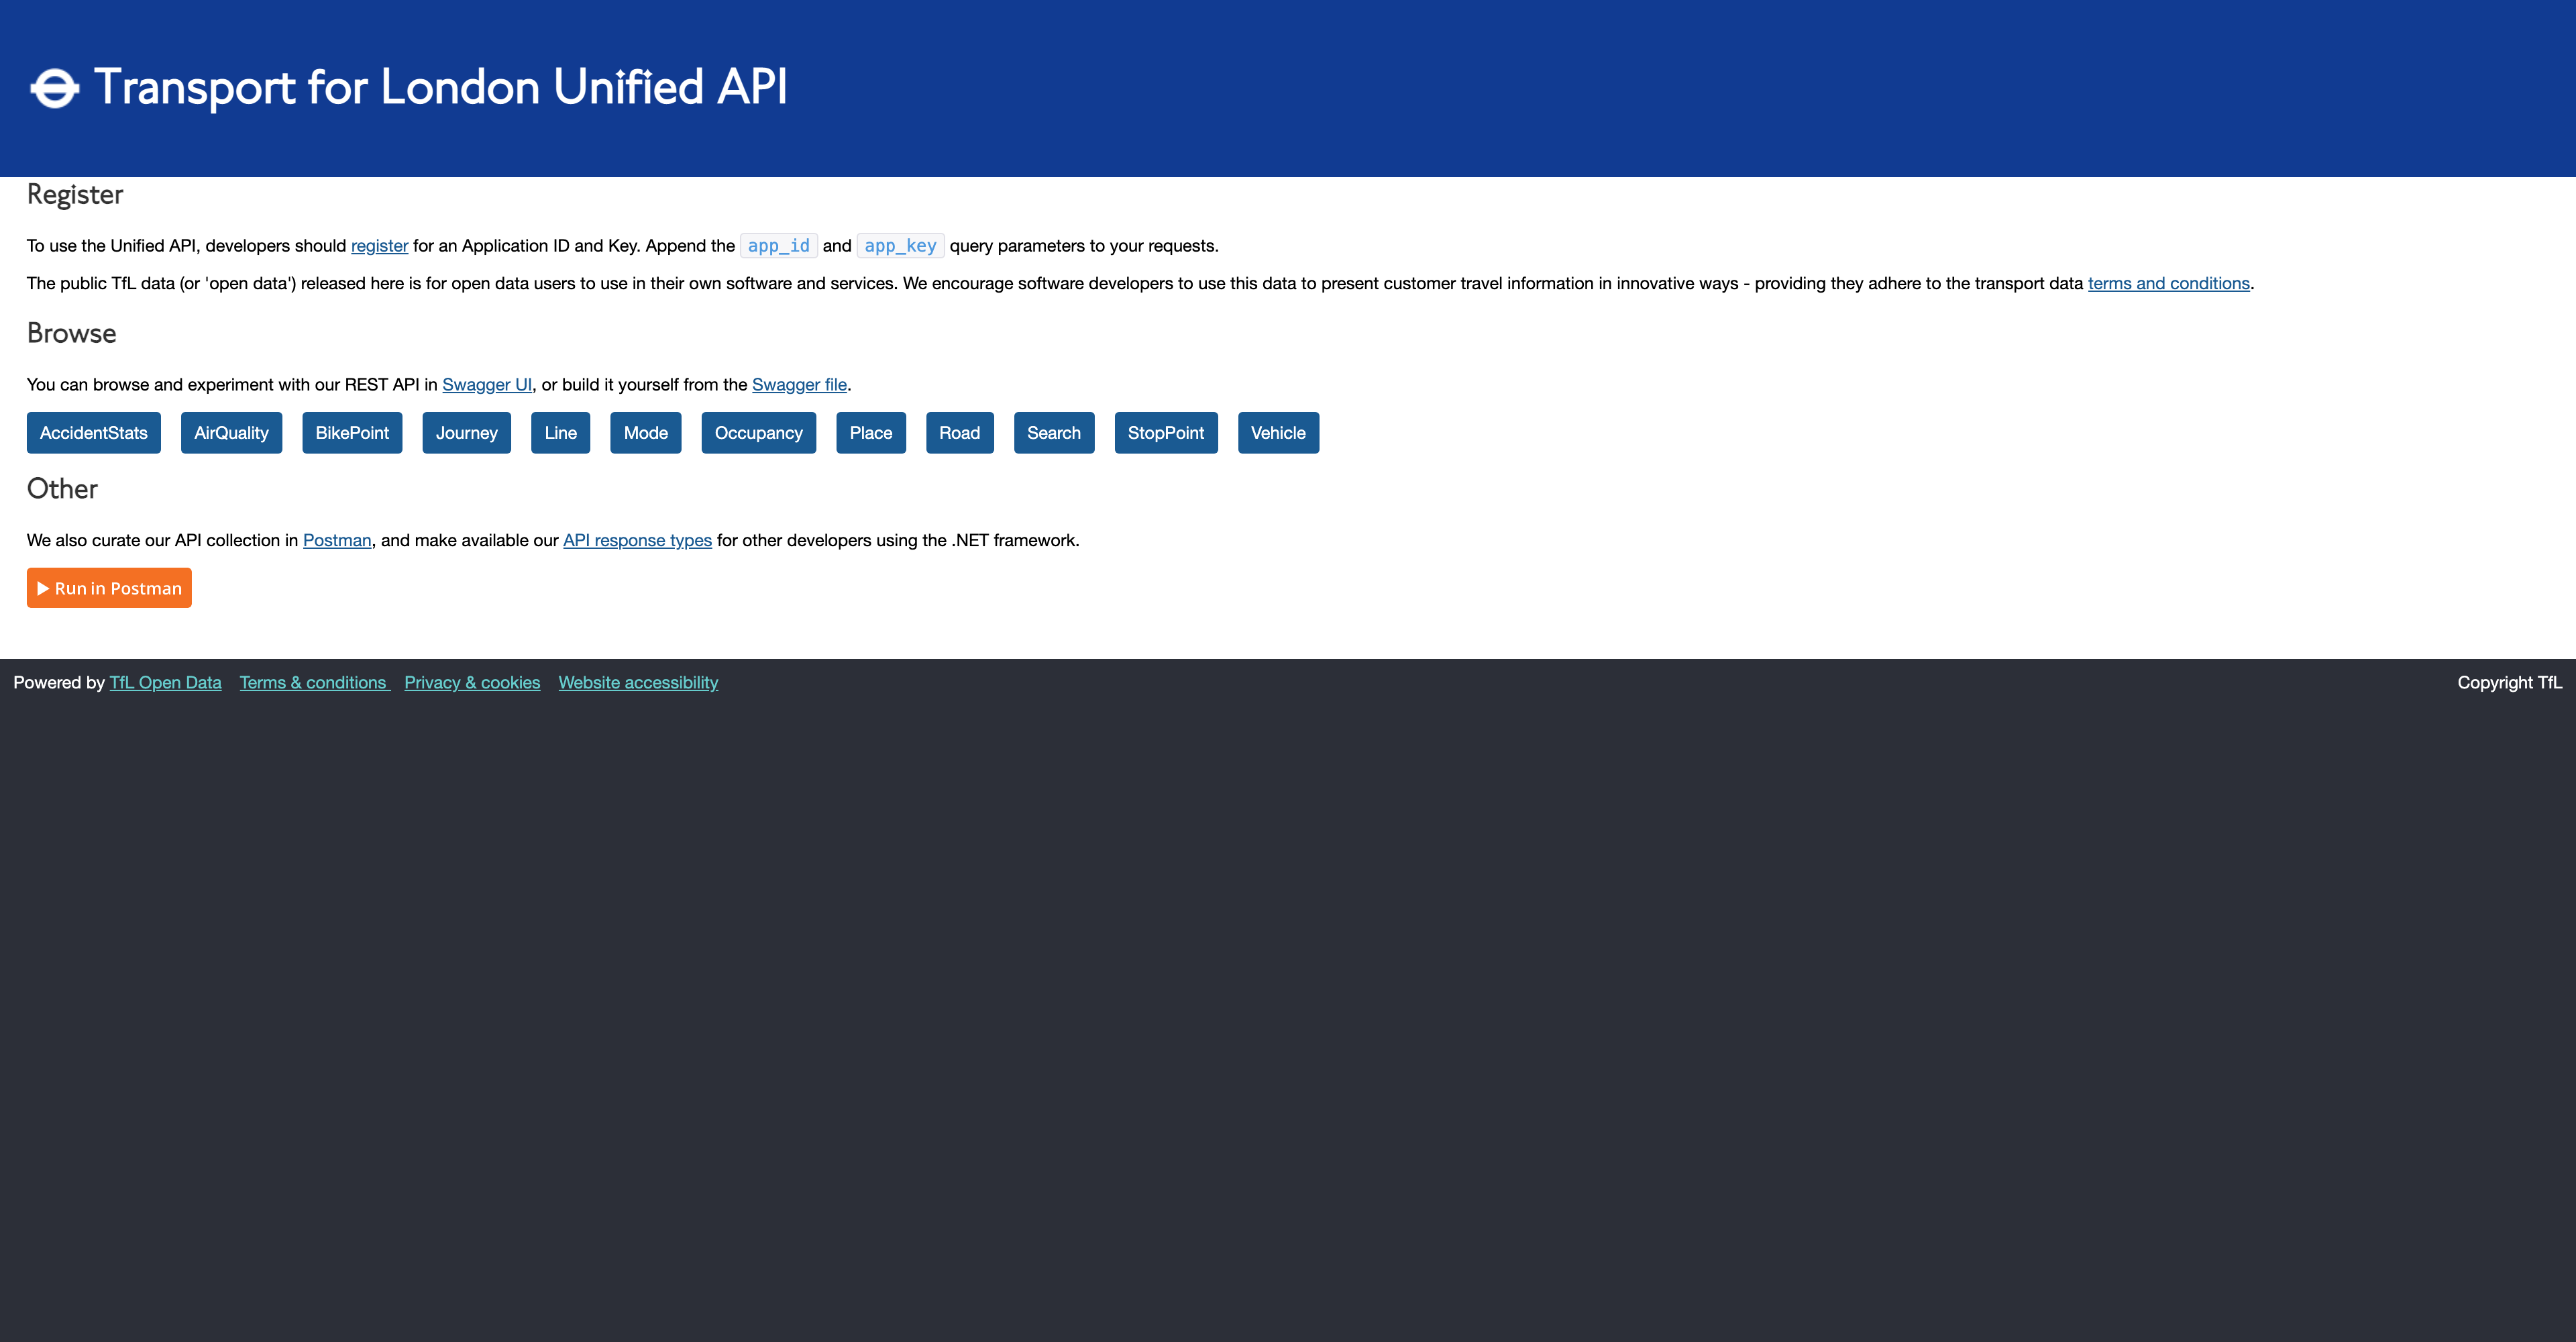 Transport for London Unified API
Register
To use the Unified API, developers should register for an Application ID and Key. Append the app_id and app_key query parameters to your requests.
The public TfL data (or 'open data') released here is for open data users to use in their own software and services. We encourage software developers to use this data to present customer travel information in innovative ways - providing they adhere to the transport data terms and conditions.
Browse
You can browse and experiment with our REST API in Swagger UI, or build it yourself from the Swagger file.
AccidentStats AirQuality BikePoint Journey Line Mode Occupancy Place Road Search StopPoint Vehicle
Other
We also curate our API collection in Postman, and make available our API response types for other developers using the .NET framework.
Run in Postman
Powered by TfL Open Data Terms & conditions Privacy & cookies Website accessibility Copyright TfL